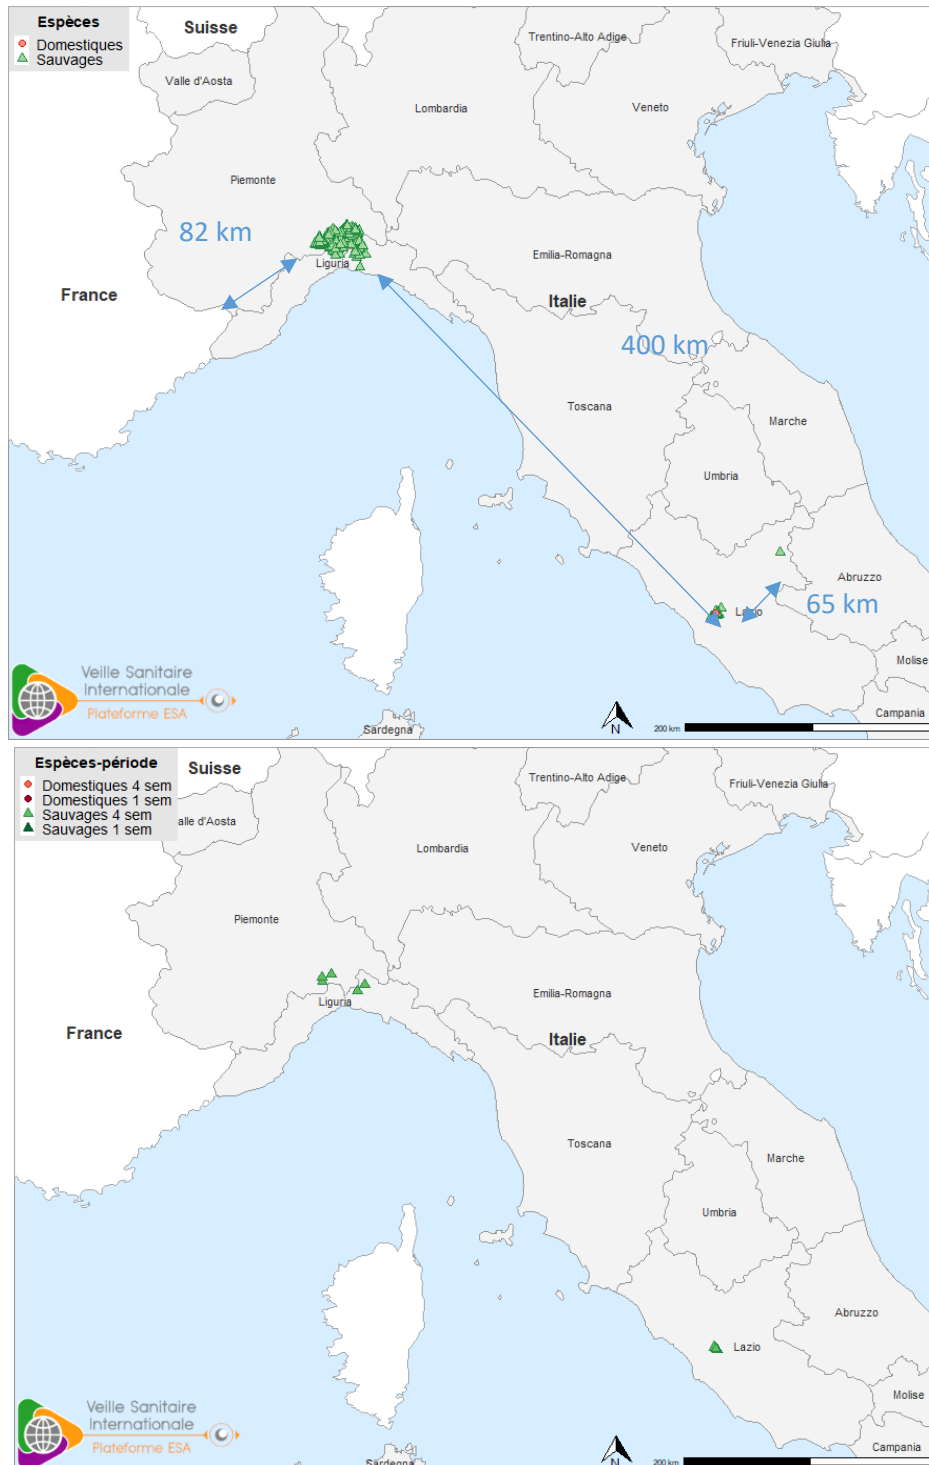 Espèces
Domestiques
Sauvages
Suisse
Trentino-Alto Adige
Friuli-Venezia Giulia
Valle d'Aosta
Lombardia
Veneto
Piemonte
82 km
Emilia-Romagna
Liguria
France
Italie
400 km
Toscana
Marche
Umbria
Abruzzo
65 km
Lazio
Molise
Campania
Sardegna
Veille Sanitaire
Internationale
Plateforme ESA
N
200 km
Espèces-période
Domestiques 4 sem
Domestiques 1 sem
Sauvages 4 sem
Sauvages 1 sem
Suisse
Trentino-Alto Adige
Friuli-Venezia Giulia
alle d'Aosta
Lombardia
Veneto
Piemonte
Emilia-Romagna
Liguria
France
Italie
Toscana
Marche
Umbria
Abruzzo
Lazio
Molise
Campania
Sardegna
Veille Sanitaire
Internationale
Plateforme ESA
N
200 km